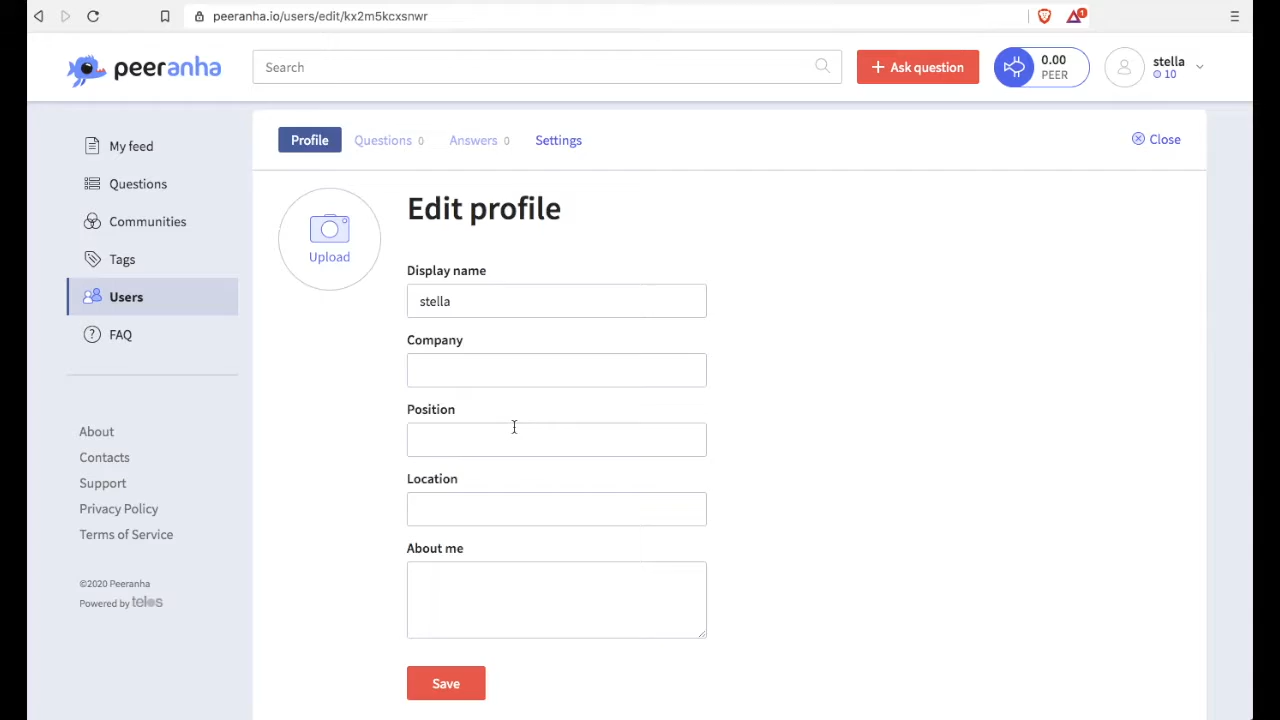 peeranha.io/users/edit/kx2m5kcxsnwr
1
peeranha
Search
+ Ask question
0.00
PEER
stella
10
My feed
Questions
Communities
Tags
Users
FAQ
About
Contacts
Support
Privacy Policy
Terms of Service
©2020 Peeranha
Powered by telos
Profile
Questions 0
Answers 0
Settings
Close
Upload
Edit profile
Display name
stella
Company
Position
Location
About me
Save